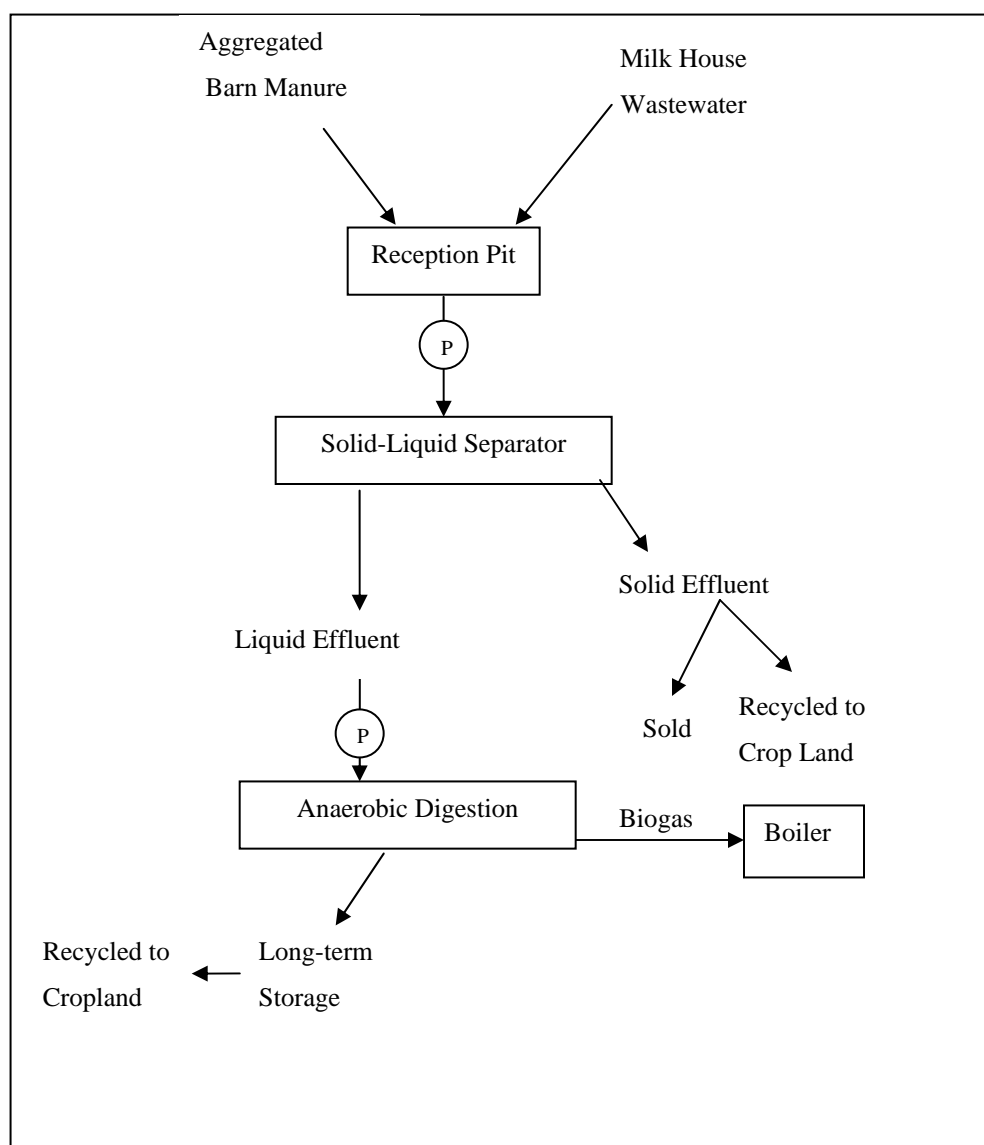 Aggregated
Barn Manure
Milk House
Wastewater
Reception Pit
P
Solid-Liquid Separator
Solid Effluent
Liquid Effluent
Sold
Recycled to
Crop Land
P
Anaerobic Digestion
Biogas
Boiler
Recycled to
Cropland
Long-term
Storage